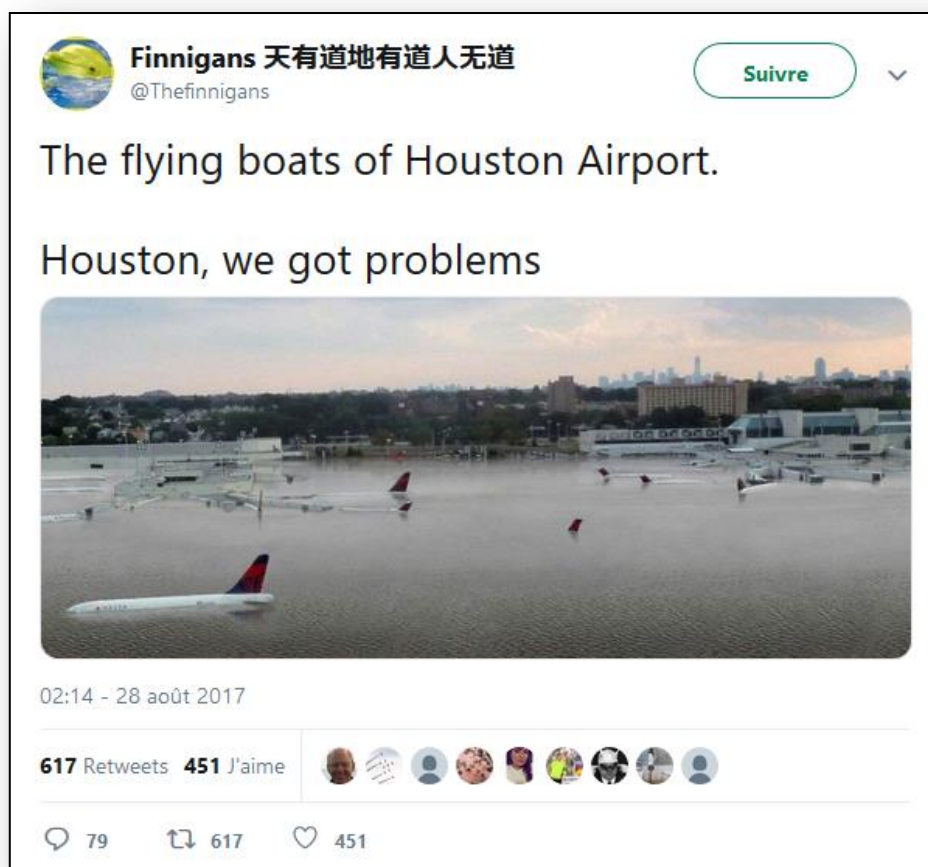 Finnigans 天有道地有道人无道
@Thefinnigans
Suivre
The flying boats of Houston Airport.
Houston, we got problems
02:14 - 28 août 2017
617 Retweets 451 J'aime
79 617 451